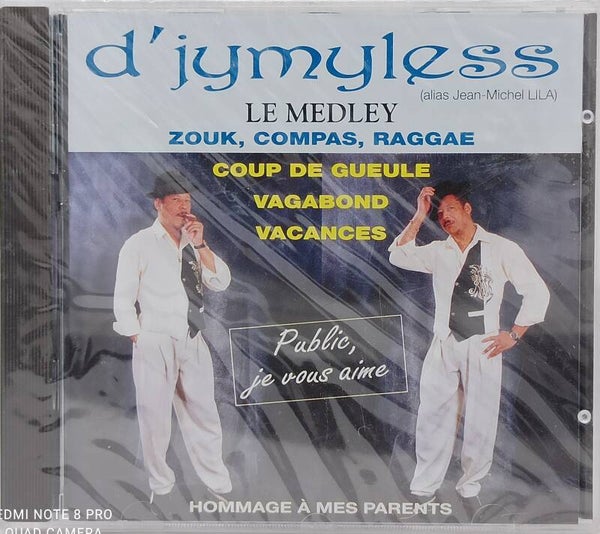 d'jymyless
(alias Jean-Michel LILA)
LE MEDLEY
ZOUK, COMPAS, RAGGAE
COUP DE GUEULE
VAGABOND
VACANCES
Public,
je vous aime
HOMMAGE À MES PARENTS
EDMI NOTE 8 PRO
QUAD CAMERA